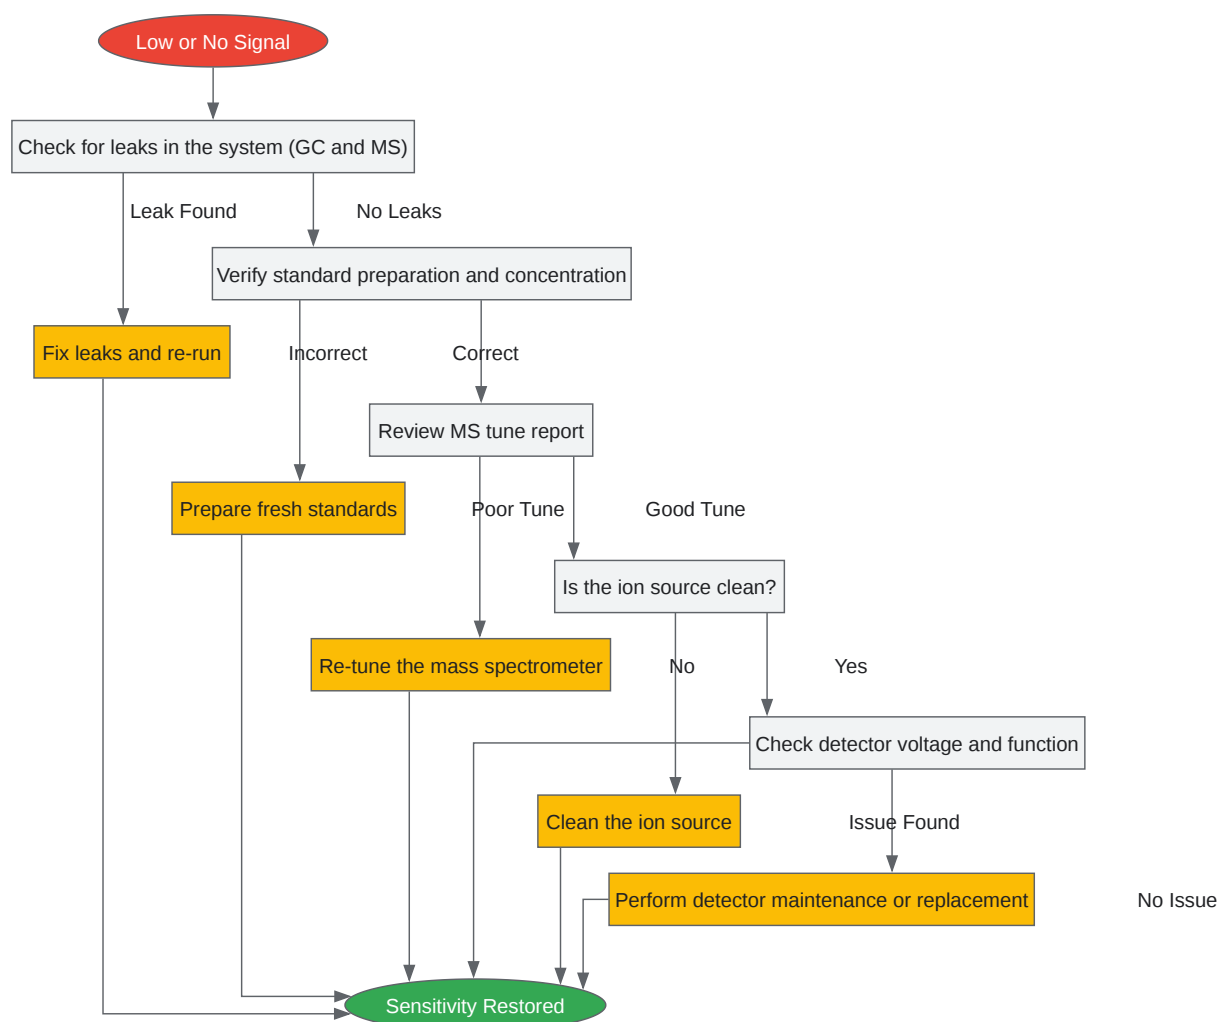 Low or No Signal
Check for leaks in the system (GC and MS)
Leak Found
No Leaks
Verify standard preparation and concentration
Fix leaks and re-run
Incorrect
Correct
Review MS tune report
Prepare fresh standards
Poor Tune
Good Tune
Is the ion source clean?
Re-tune the mass spectrometer
No
Yes
Check detector voltage and function
Clean the ion source
Issue Found
Perform detector maintenance or replacement
No Issue
Sensitivity Restored